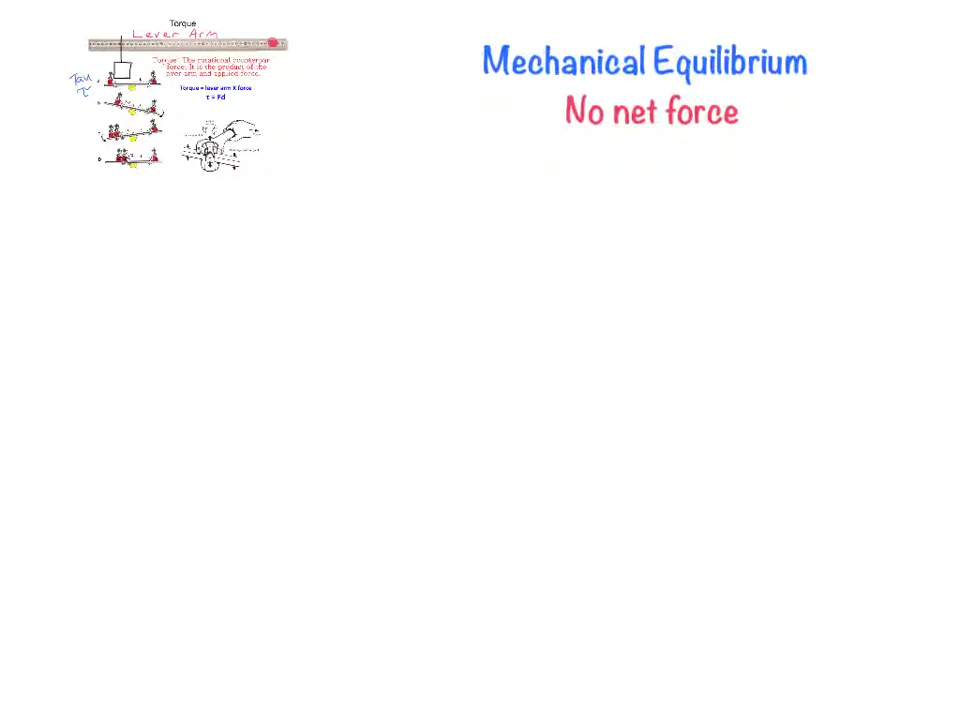 Torque
Lever Arm
Torque: The rotational counterpart
force. It is the product of the
lever arm and applied force.
Tau
τ
Torque = lever arm X force
τ = Fd
Mechanical Equilibrium
No net force